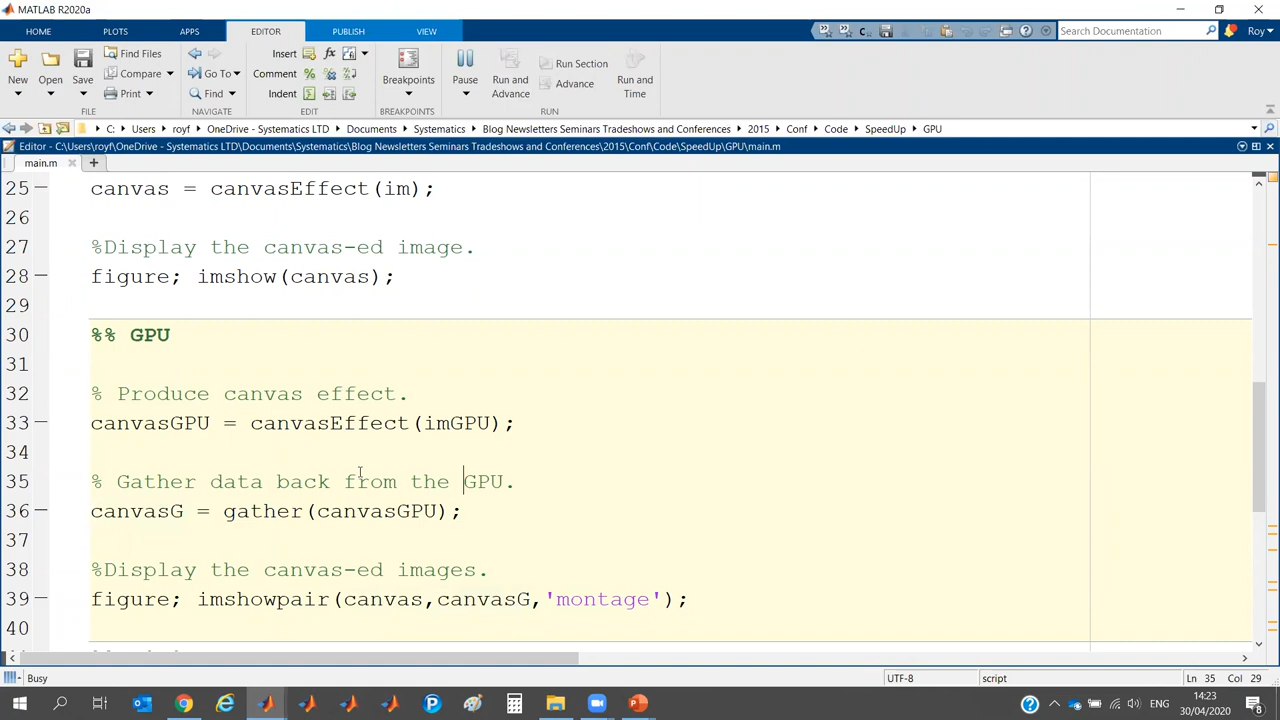 MATLAB R2020a
HOME PLOTS APPS EDITOR PUBLISH VIEW Search Documentation Roy
New Open Save Find Files Compare Print Go To Find Insert Comment Indent fx Breakpoints Pause Run and Advance Run Section Advance Run and Time
FILE NAVIGATE EDIT BREAKPOINTS RUN
C: Users royf OneDrive - Systematics LTD Documents Systematics Blog Newsletters Seminars Tradeshows and Conferences 2015 Conf Code SpeedUp GPU
Editor - C:\Users\royf\OneDrive - Systematics LTD\Documents\Systematics\Blog Newsletters Seminars Tradeshows and Conferences\2015\Conf\Code\SpeedUp\GPU\main.m
main.m
25 canvas = canvasEffect(im);
26
27 %Display the canvas-ed image.
28 figure; imshow(canvas);
29
30 %% GPU
31
32 % Produce canvas effect.
33 canvasGPU = canvasEffect(imGPU);
34
35 % Gather data back from the GPU.
36 canvasG = gather(canvasGPU);
37
38 %Display the canvas-ed images.
39 figure; imshowpair(canvas,canvasG,'montage');
40
Busy UTF-8 script Ln 35 Col 29
ENG 14:23
30/04/2020 8